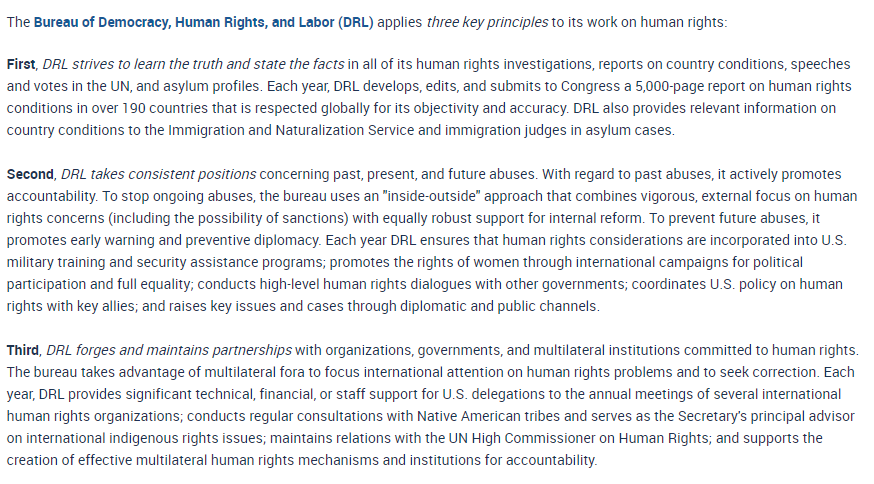 The Bureau of Democracy, Human Rights, and Labor (DRL) applies three key principles to its work on human rights:
First, DRL strives to learn the truth and state the facts in all of its human rights investigations, reports on country conditions, speeches
and votes in the UN, and asylum profiles. Each year, DRL develops, edits, and submits to Congress a 5,000-page report on human rights
conditions in over 190 countries that is respected globally for its objectivity and accuracy. DRL also provides relevant information on
country conditions to the Immigration and Naturalization Service and immigration judges in asylum cases.
Second, DRL takes consistent positions concerning past, present, and future abuses. With regard to past abuses, it actively promotes
accountability. To stop ongoing abuses, the bureau uses an "inside-outside" approach that combines vigorous, external focus on human
rights concerns (including the possibility of sanctions) with equally robust support for internal reform. To prevent future abuses, it
promotes early warning and preventive diplomacy. Each year DRL ensures that human rights considerations are incorporated into U.S.
military training and security assistance programs; promotes the rights of women through international campaigns for political
participation and full equality; conducts high-level human rights dialogues with other governments; coordinates U.S. policy on human
rights with key allies; and raises key issues and cases through diplomatic and public channels.
Third, DRL forges and maintains partnerships with organizations, governments, and multilateral institutions committed to human rights.
The bureau takes advantage of multilateral fora to focus international attention on human rights problems and to seek correction. Each
year, DRL provides significant technical, financial, or staff support for U.S. delegations to the annual meetings of several international
human rights organizations; conducts regular consultations with Native American tribes and serves as the Secretary's principal advisor
on international indigenous rights issues; maintains relations with the UN High Commissioner on Human Rights; and supports the
creation of effective multilateral human rights mechanisms and institutions for accountability.